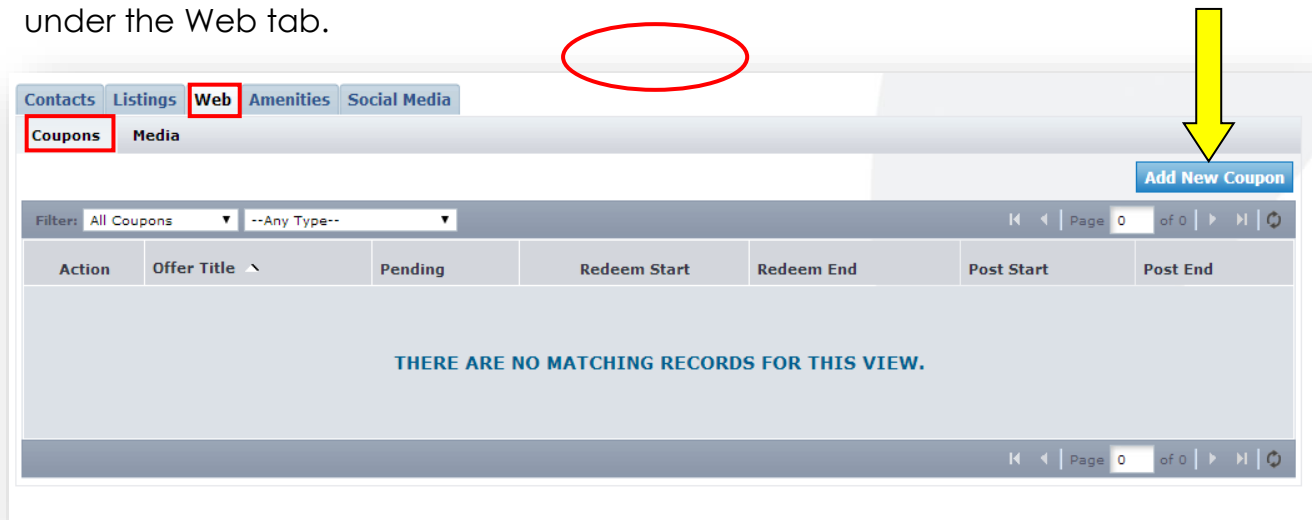 under the Web tab.
Contacts Listings Web Amenities Social Media
Coupons Media
Add New Coupon
Filter: All Coupons --Any Type-- Page 0 of 0
Action Offer Title Pending Redeem Start Redeem End Post Start Post End
THERE ARE NO MATCHING RECORDS FOR THIS VIEW.
Page 0 of 0